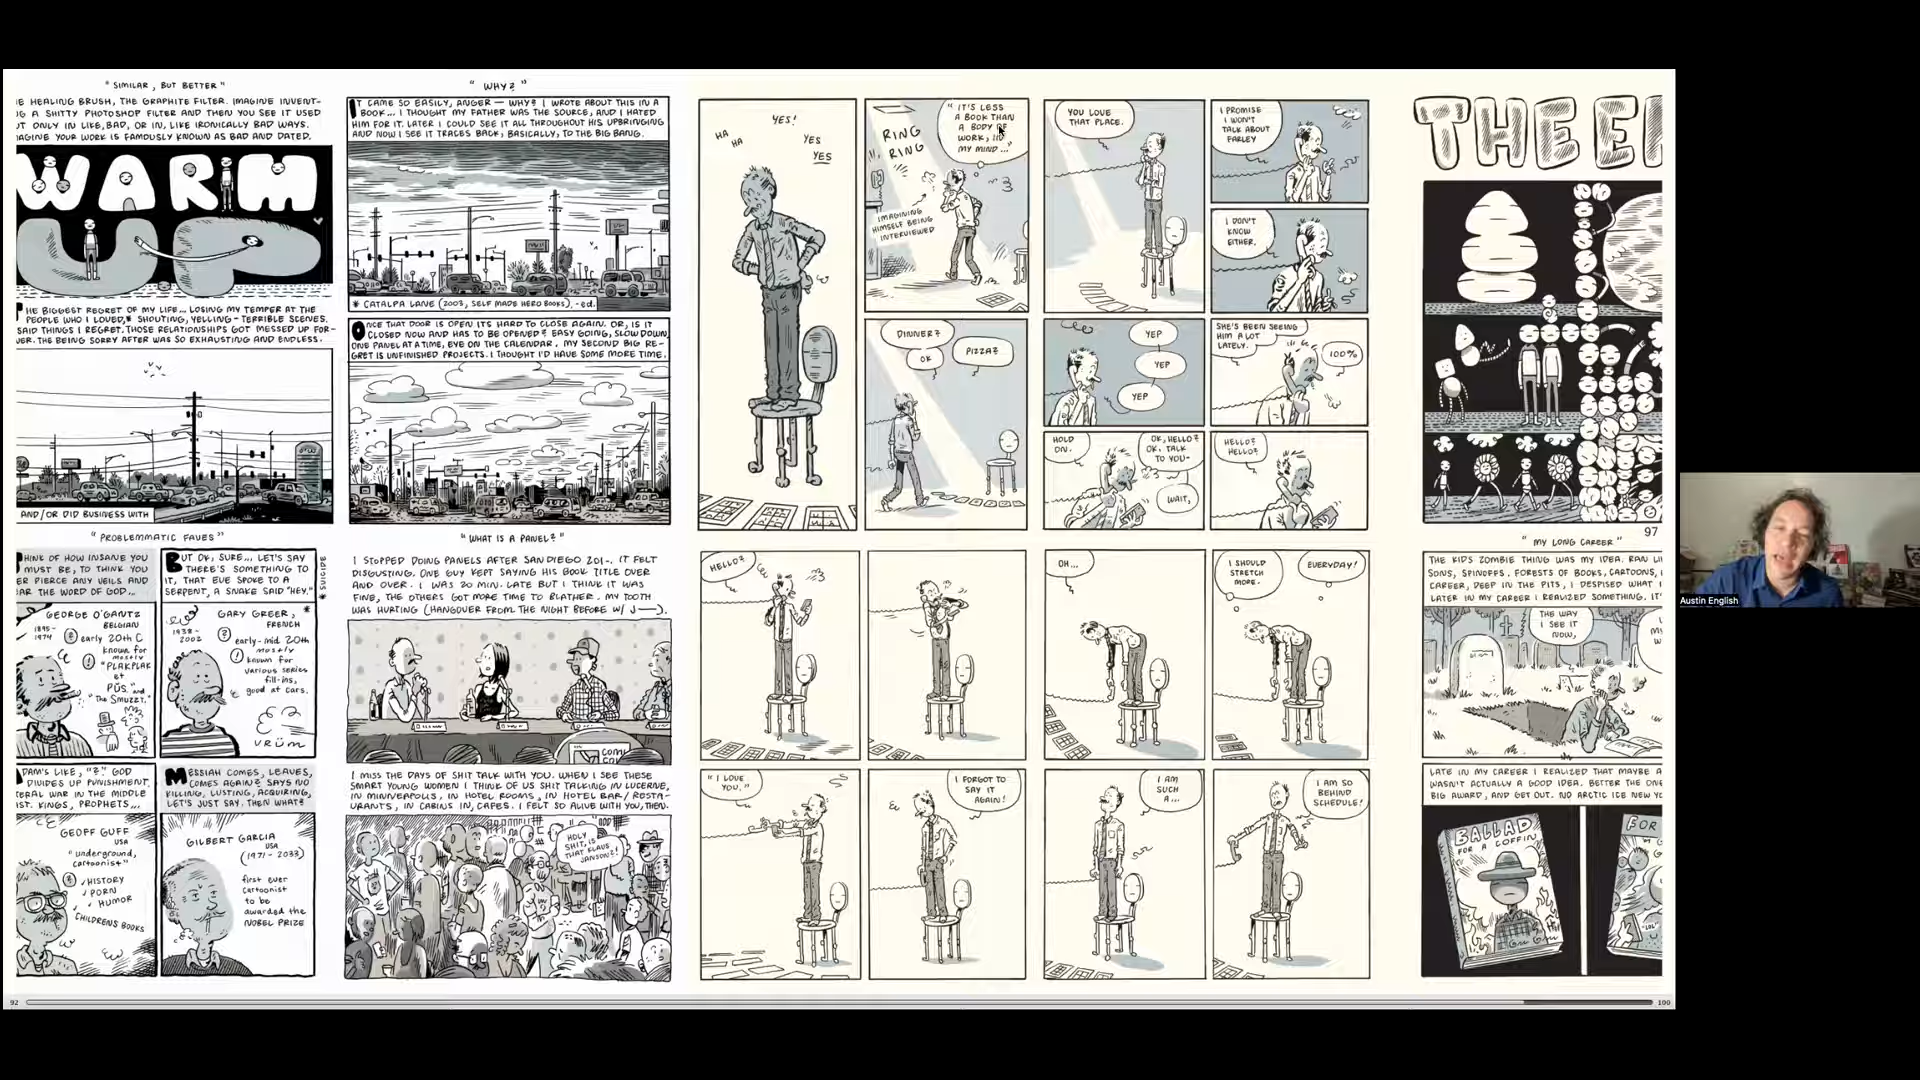 "SIMILAR, BUT BETTER"
E HEALING BRUSH, THE GRAPHITE FILTER. IMAGINE INVENT-
G A SHITTY PHOTOSHOP FILTER AND THEN YOU SEE IT USED
OT ONLY IN LIKE, BAD, OR IN, LIKE IRONICALLY BAD WAYS.
MAGINE YOUR WORK IS FAMOUSLY KNOWN AS BAD AND DATED.
WARM
UP
HE BIGGEST REGRET OF MY LIFE... LOSING MY TEMPER AT THE
PEOPLE WHO I LOVED,* SHOUTING, YELLING - TERRIBLE SCENES.
SAID THINGS I REGRET. THOSE RELATIONSHIPS GOT MESSED UP FOR-
VER. THE BEING SORRY AFTER WAS SO EXHAUSTING AND ENDLESS.
AND/OR DID BUSINESS WITH
"WHY?"
IT CAME SO EASILY, ANGER — WHY? I WROTE ABOUT THIS IN A
BOOK... I THOUGHT MY FATHER WAS THE SOURCE, AND I HATED
HIM FOR IT. LATER I COULD SEE IT ALL THROUGHOUT HIS UPBRINGING
AND NOW I SEE IT TRACES BACK, BASICALLY, TO THE BIG BANG.
* CATALPA LANE (2003, SELF MADE HERO BOOKS). -ed.
ONCE THAT DOOR IS OPEN ITS HARD TO CLOSE AGAIN. OR, IS IT
CLOSED NOW AND HAS TO BE OPENED? EASY GOING, SLOW DOWN,
ONE PANEL AT A TIME, EYE ON THE CALENDAR. MY SECOND BIG RE-
GRET IS UNFINISHED PROJECTS. I THOUGHT I'D HAVE SOME MORE TIME.
HA
HA
YES!
YES
YES
RING
RING
"IT'S LESS
A BOOK THAN
A BODY OF
WORK, IN
MY MIND..."
IMAGINING
HIMSELF BEING
INTERVIEWED
DINNER?
OK
PIZZA?
YOU LOVE
THAT PLACE.
I PROMISE
I WON'T
TALK ABOUT
FARLEY
I DON'T
KNOW
EITHER.
YEP
YEP
YEP
SHE'S BEEN SEEING
HIM A LOT
LATELY.
100%
HOLD
ON.
OK, HELLO?
OK, TALK
TO YOU-
WAIT,
HELLO?
HELLO?
THE E
97
"PROBLEMMATIC FAVES"
HINK OF HOW INSANE YOU
MUST BE, TO THINK YOU
ER PIERCE ANY VEILS AND
AR THE WORD OF GOD...
BUT OK, SURE... LET'S SAY
THERE'S SOMETHING TO
IT, THAT EVE SPOKE TO A
SERPENT, A SNAKE SAID "HEY."
*SUICIDE
GEORGE O'GANTZ
BELGIAN
1895-
1974
early 20th C
known for
mostly
"PLAKPLAK
et
PÜS." and
"The Smuzzt."
GARY GREER, *
FRENCH
1938-
2002
early-mid 20th
mostly
known for
various series
fill-ins,
good at cars.
VRÜM
DAM'S LIKE, "?". GOD
DIVIDES UP PUNISHMENT.
ERAL WAR IN THE MIDDLE
IST. KINGS, PROPHETS...
MESSIAH COMES, LEAVES,
COMES AGAIN? SAYS NO
KILLING, LUSTING, ACQUIRING,
LET'S JUST SAY. THEN WHAT?
GEOFF GUFF
USA
"underground,
cartoonist"
HISTORY
PORN
HUMOR
CHILDRENS BOOKS
GILBERT GARCIA
USA
(1971-2033)
first ever
cartoonist
to be
awarded the
NOBEL PRIZE
"WHAT IS A PANEL?"
I STOPPED DOING PANELS AFTER SAN DIEGO 201-. IT FELT
DISGUSTING. ONE GUY KEPT SAYING HIS BOOK TITLE OVER
AND OVER. I WAS 20 MIN. LATE BUT I THINK IT WAS
FINE, THE OTHERS GOT MORE TIME TO BLATHER. MY TOOTH
WAS HURTING (HANGOVER FROM THE NIGHT BEFORE W/ J—).
COMI
CO
I MISS THE DAYS OF SHIT TALK WITH YOU. WHEN I SEE THESE
SMART YOUNG WOMEN I THINK OF US SHIT TALKING IN LUCERNE,
IN MINNEAPOLIS, IN HOTEL ROOMS, IN HOTEL BAR/RESTA-
URANTS, IN CABINS IN, CAFES. I FELT SO ALIVE WITH YOU, THEN.
HOLY
SHIT, IS
THAT KLAUS
JANSON?!
HELLO?
OH...
I SHOULD
STRETCH
MORE.
EVERYDAY!
"I LOVE
YOU."
I FORGOT TO
SAY IT
AGAIN!
I AM
SUCH
A...
I AM SO
BEHIND
SCHEDULE!
"MY LONG CAREER"
THE KIDS ZOMBIE THING WAS MY IDEA. RAN LI
SONS, SPINOFFS. FORESTS OF BOOKS, CARTOONS,
CAREER, DEEP IN THE PITS, I DESPISED WHAT I
LATER IN MY CAREER I REALIZED SOMETHING. IT'
THE WAY
I SEE IT
NOW,
LATE IN MY CAREER I REALIZED THAT MAYBE A
WASN'T ACTUALLY A GOOD IDEA. BETTER THE ONE
BIG AWARD, AND GET OUT. NO ARCTIC ICE NEW YO
BALLAD
FOR A COFFIN
FOR
92
100
Austin English